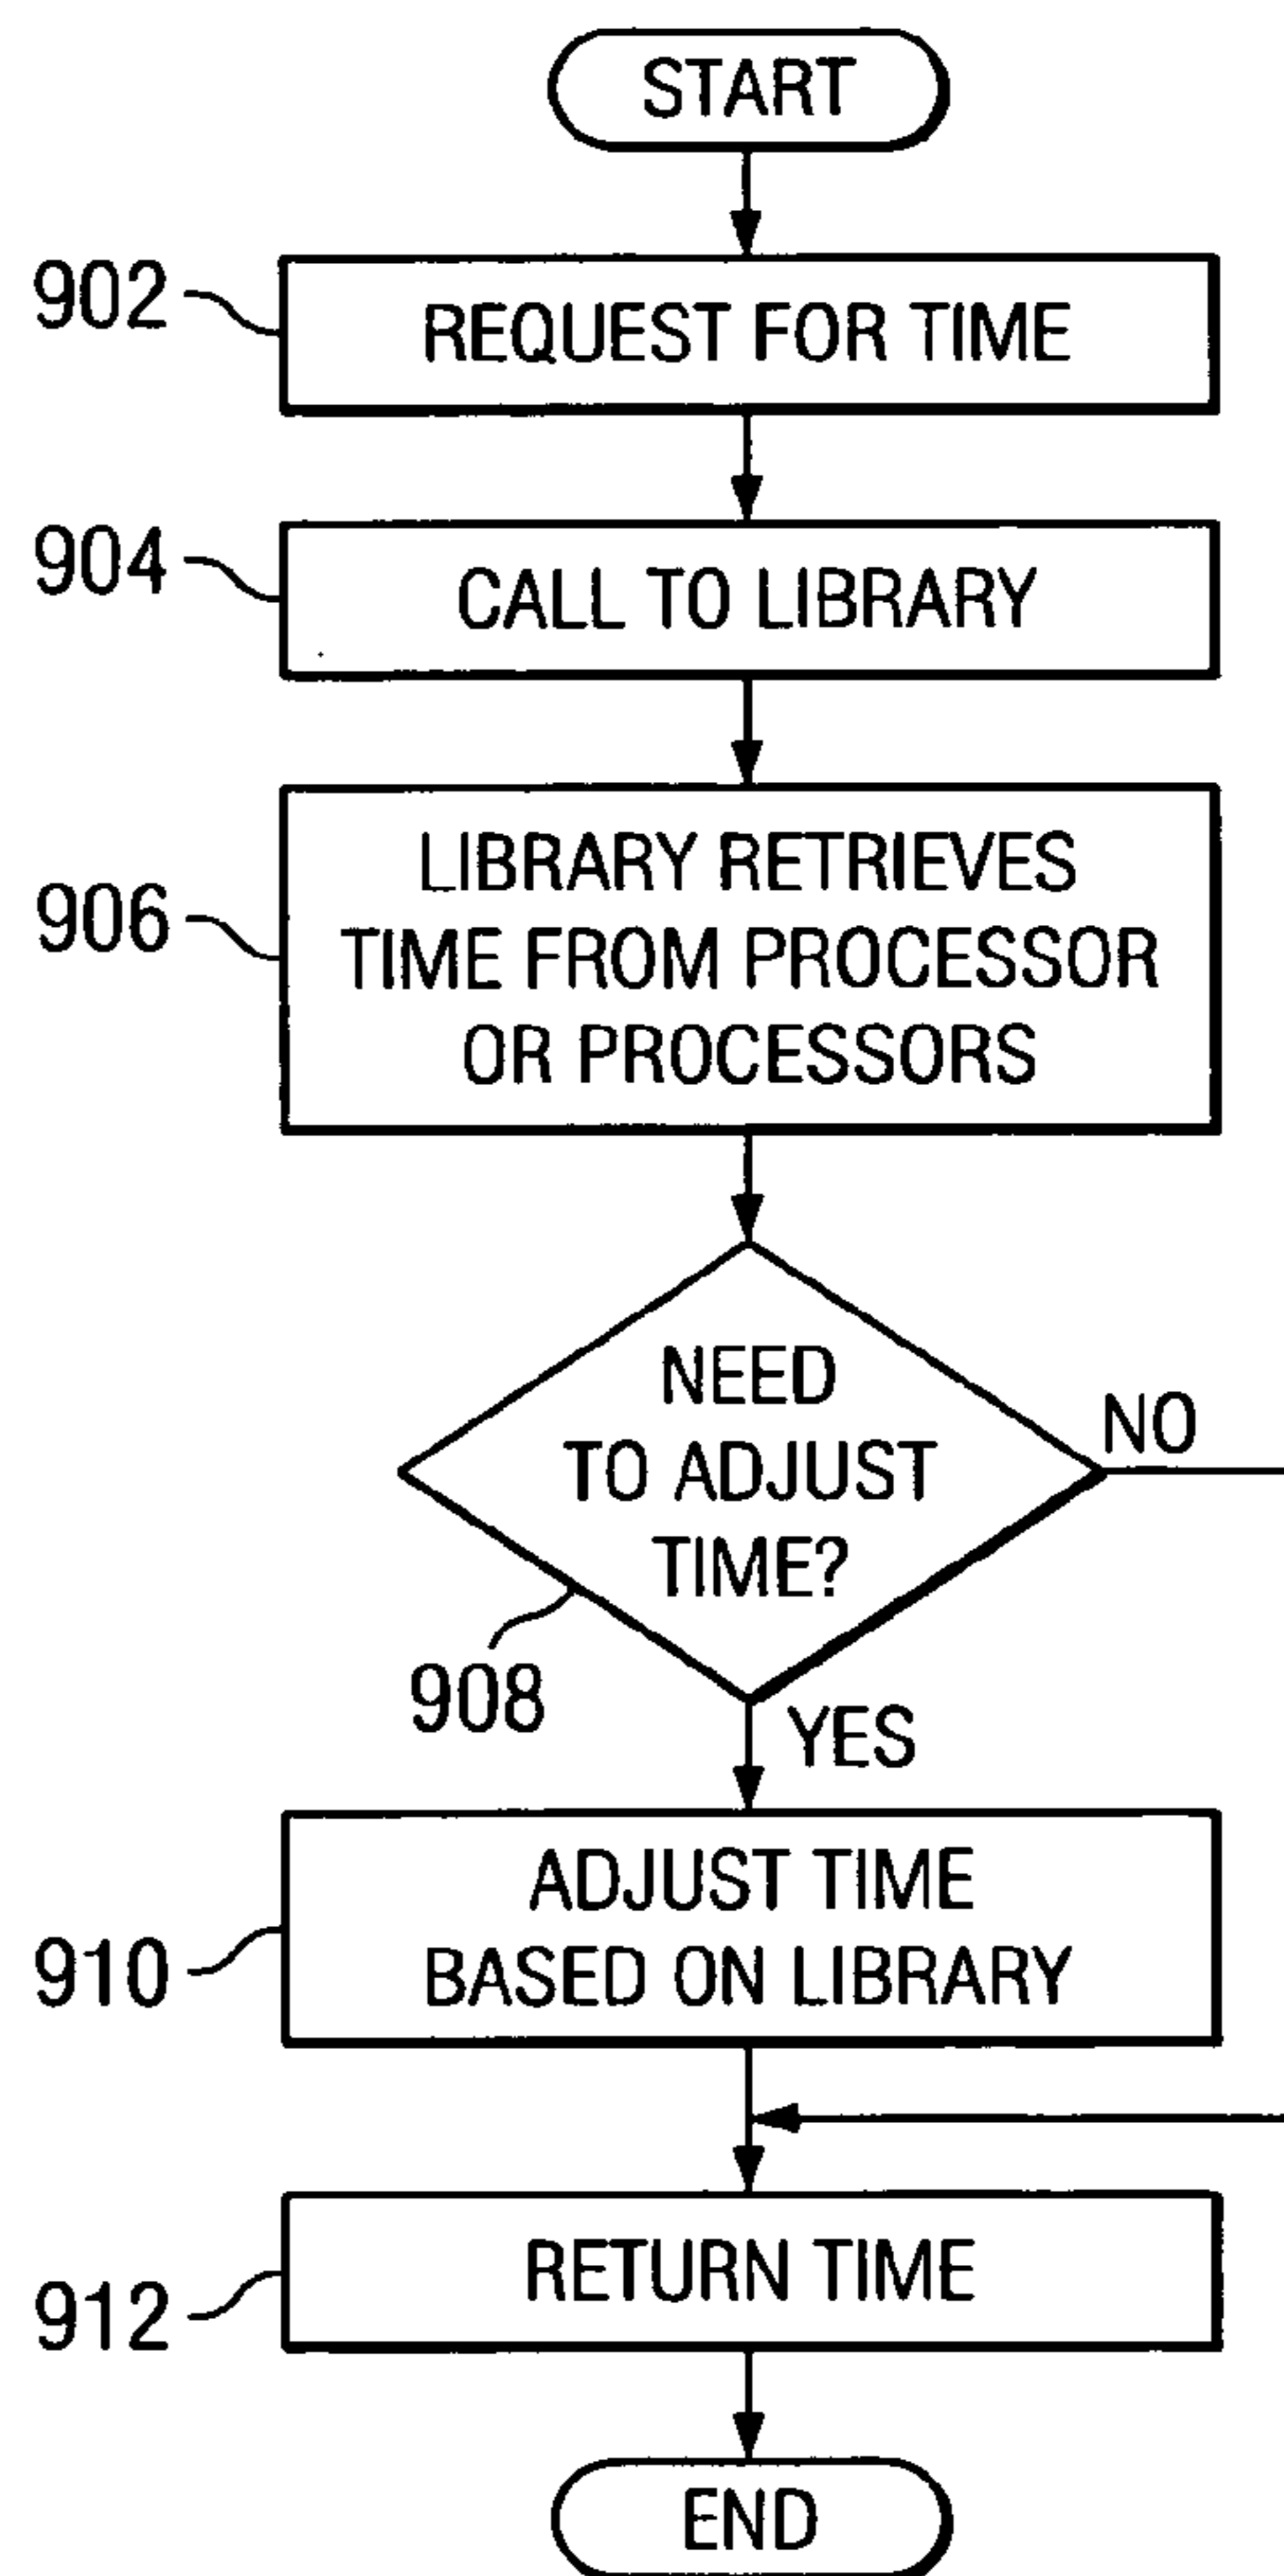 START
902
REQUEST FOR TIME
904
CALL TO LIBRARY
906
LIBRARY RETRIEVES
TIME FROM PROCESSOR
OR PROCESSORS
NEED
TO ADJUST
TIME?
NO
908
YES
910
ADJUST TIME
BASED ON LIBRARY
912
RETURN TIME
END